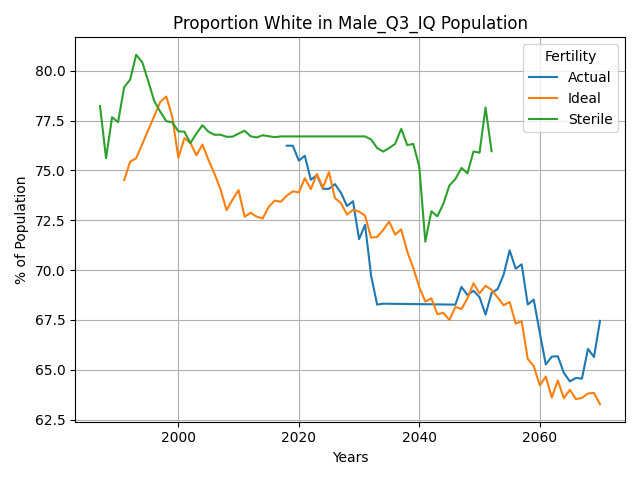 Proportion White in Male_Q3_IQ Population
Fertility
Actual
Ideal
Sterile
% of Population
80.0
77.5
75.0
72.5
70.0
67.5
65.0
62.5
2000
2020
2040
2060
Years